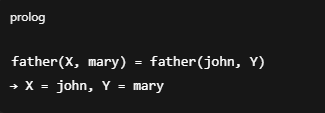 prolog
father(X, mary) = father(john, Y)
→ X = john, Y = mary